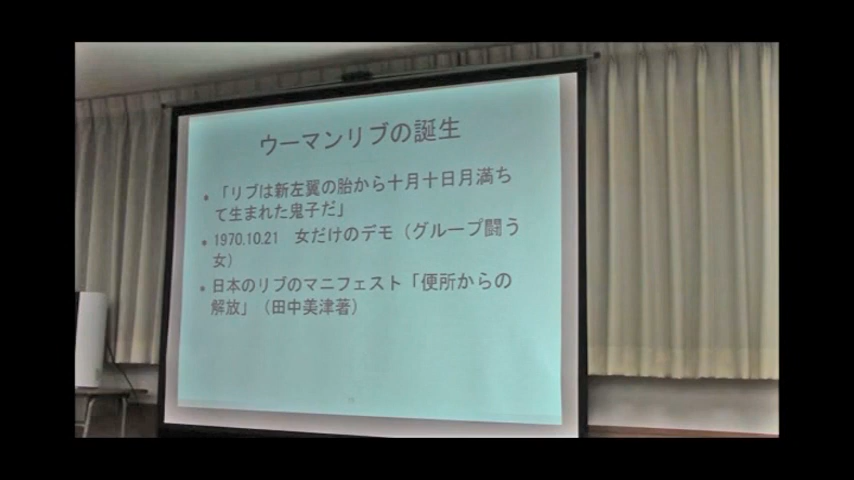 ウーマンリブの誕生
• 「リブは新左翼の胎から十月十日月満ち
て生まれた鬼子だ」
• 1970.10.21 女だけのデモ（グループ闘う
女）
• 日本のリブのマニフェスト「便所からの
解放」（田中美津著）